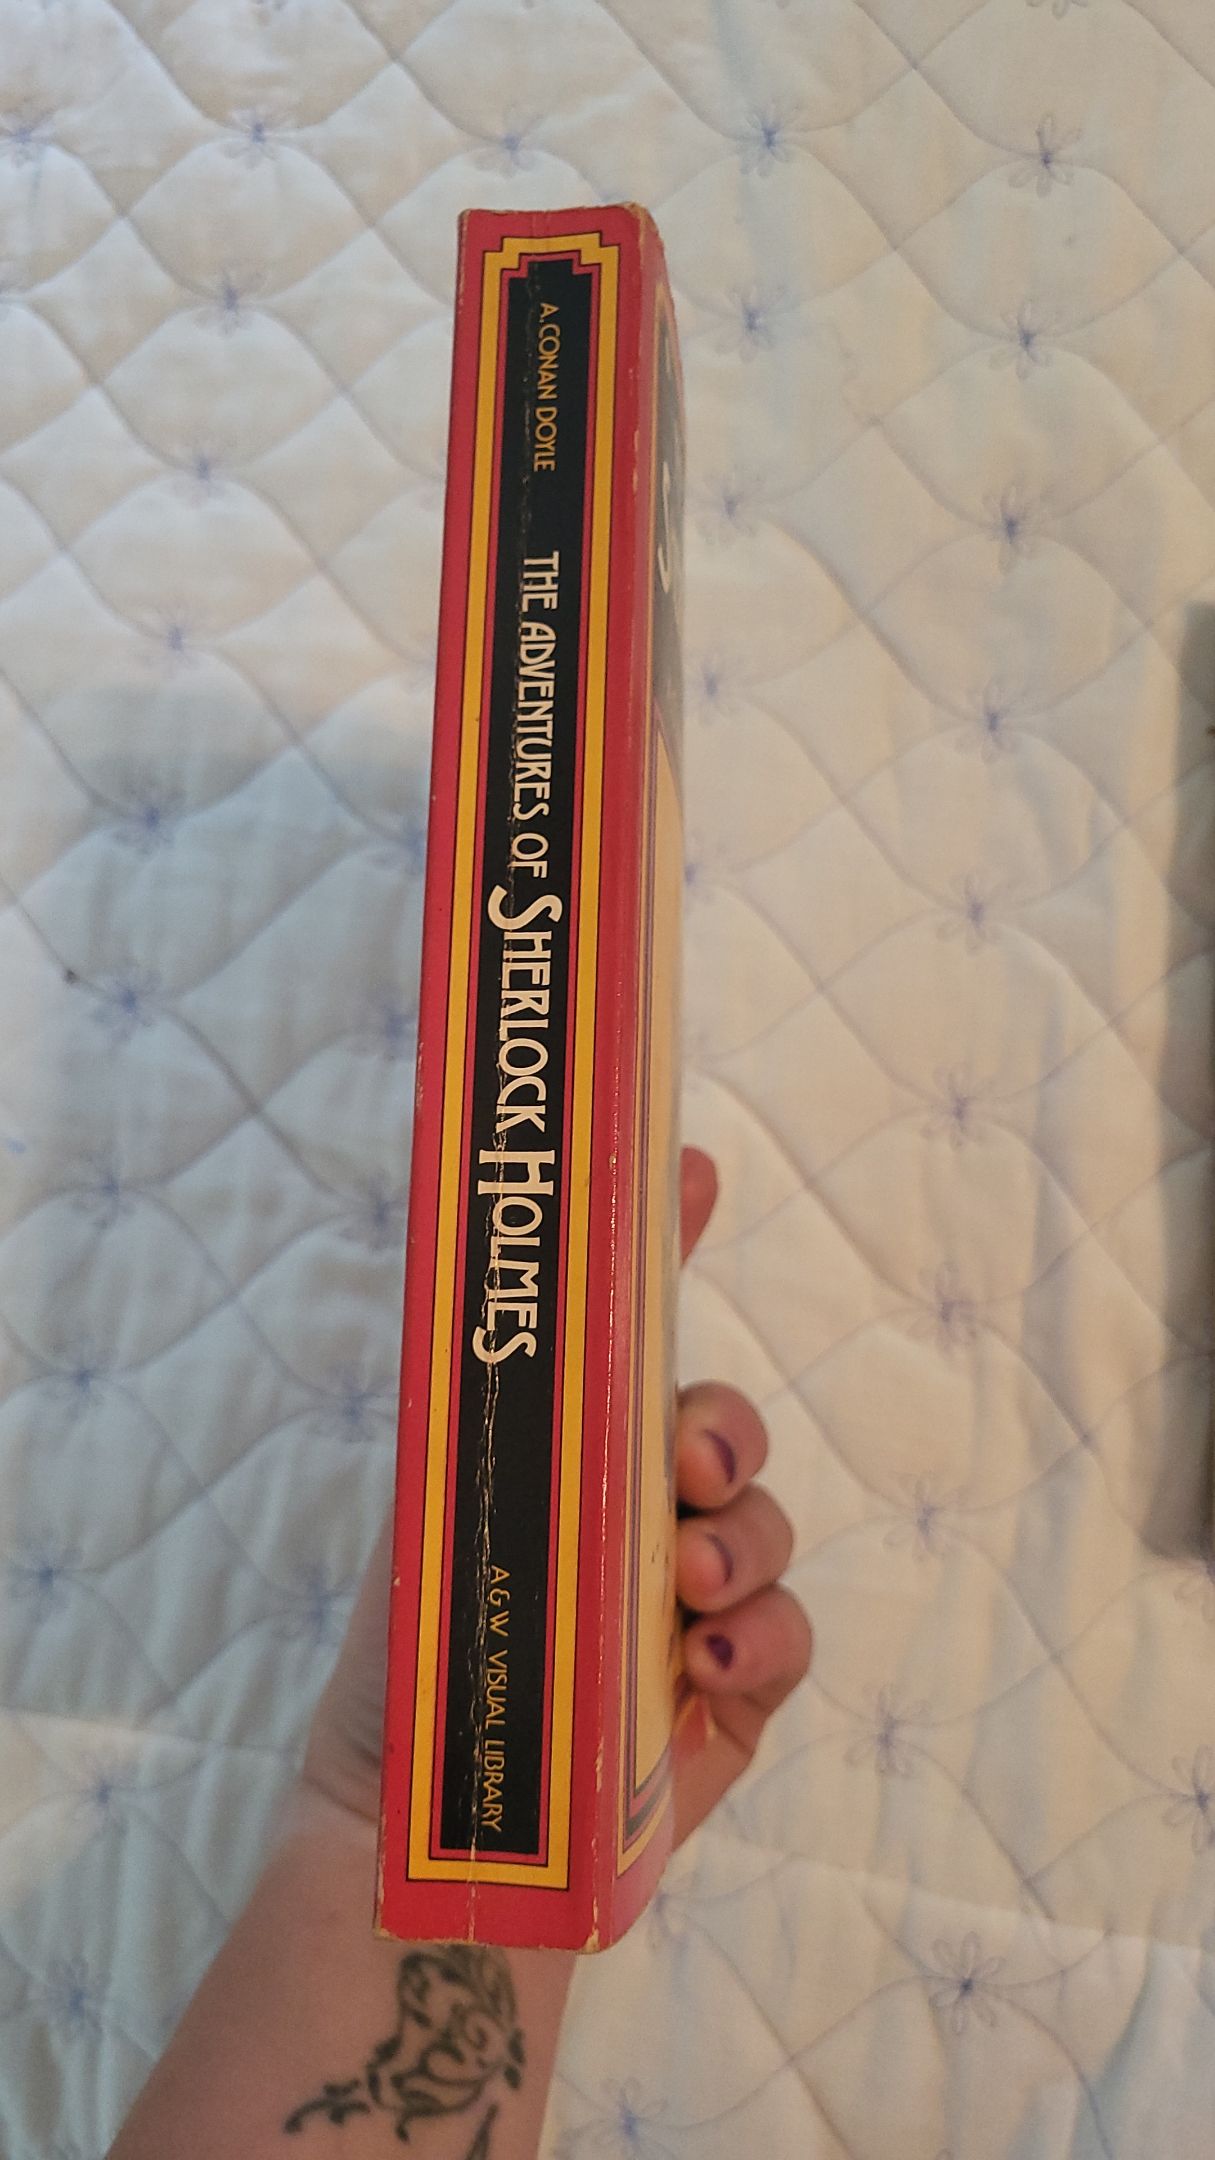 A. CONAN DOYLE
THE ADVENTURES OF SHERLOCK HOLMES
A & W VISUAL LIBRARY
S